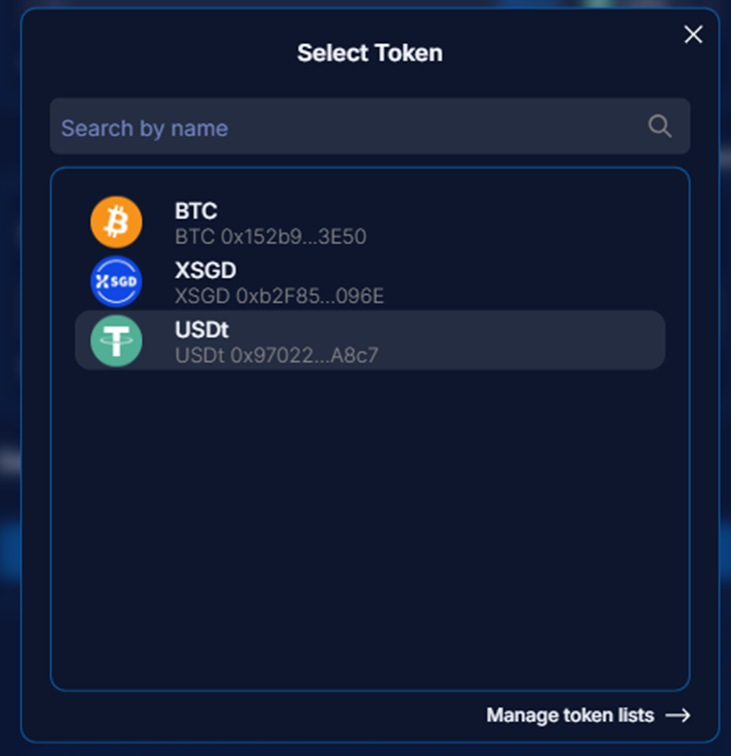 Select Token
Search by name
BTC
BTC 0x152b9...3E50
XSGD
XSGD
XSGD 0xb2F85...096E
USDt
USDt 0x97022...A8c7
Manage token lists →